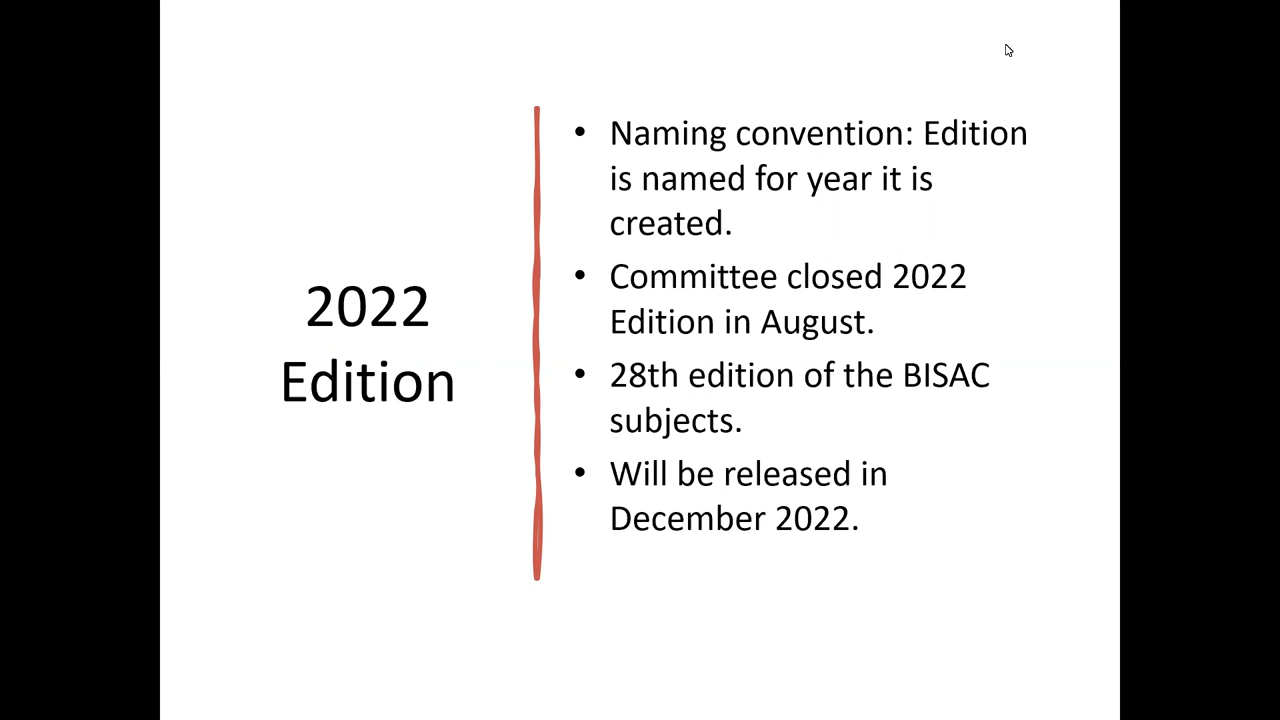 2022
Edition
• Naming convention: Edition
is named for year it is
created.
• Committee closed 2022
Edition in August.
• 28th edition of the BISAC
subjects.
• Will be released in
December 2022.